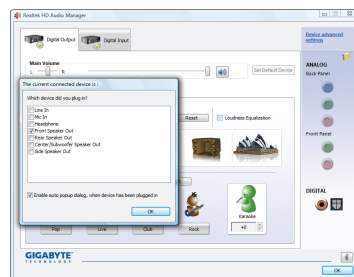 Realtek HD Audio Manager
Digital Output
Digital Input
Device advanced settings
Main Volume
L
R
Set Default Device
ANALOG
Back Panel
The current connected device is :
Which device did you plug in?
Line In
Mic In
Headphone
Front Speaker Out
Rear Speaker Out
Center/Subwoofer Speaker Out
Side Speaker Out
Enable auto popup dialog, when device has been plugged in
OK
Reset
Loudness Equalization
Front Panel
DIGITAL
Karaoke
+0
Pop
Live
Club
Rock
GIGABYTE
TECHNOLOGY
i
OK